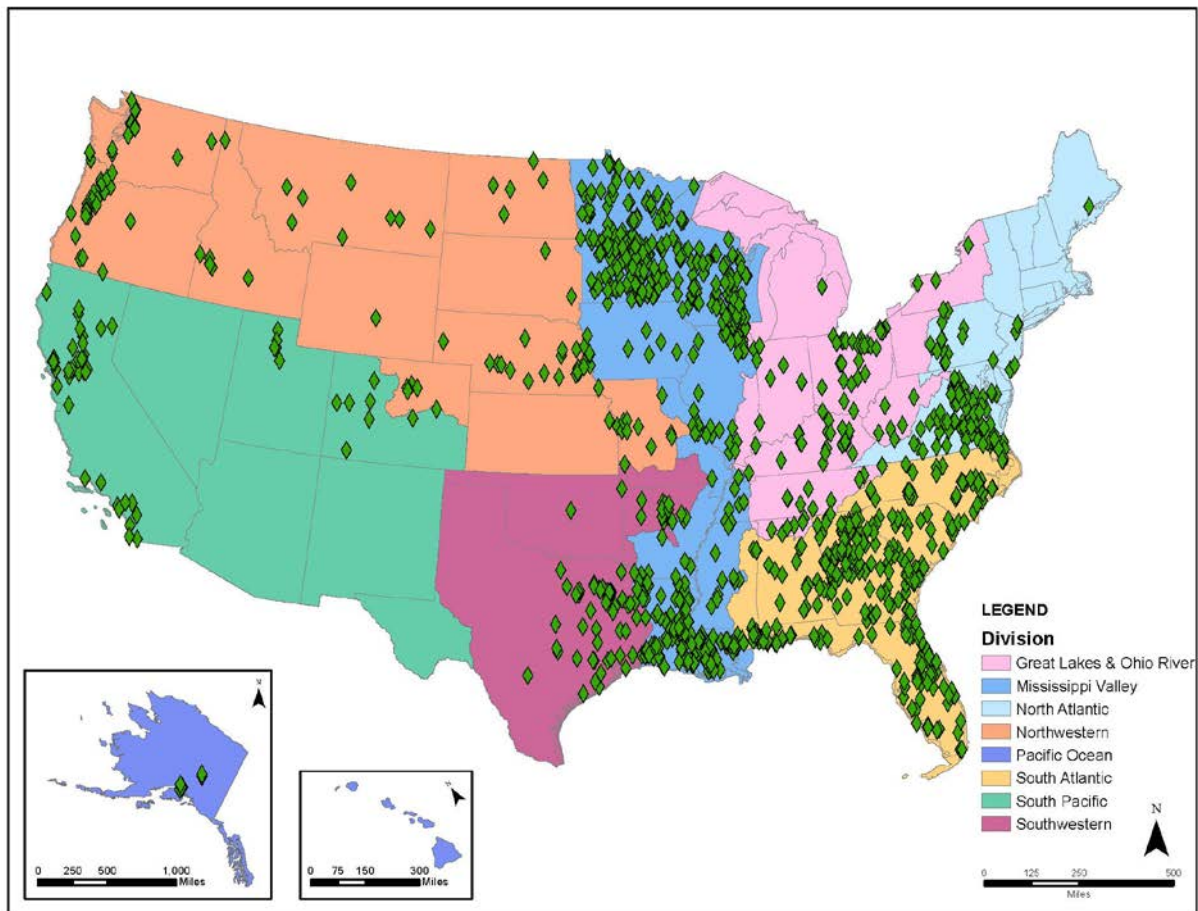 LEGEND
Division
Great Lakes & Ohio River
Mississippi Valley
North Atlantic
Northwestern
Pacific Ocean
South Atlantic
South Pacific
Southwestern
N
0 125 250 500
Miles
0 250 500 1,000
Miles
0 75 150 300
Miles